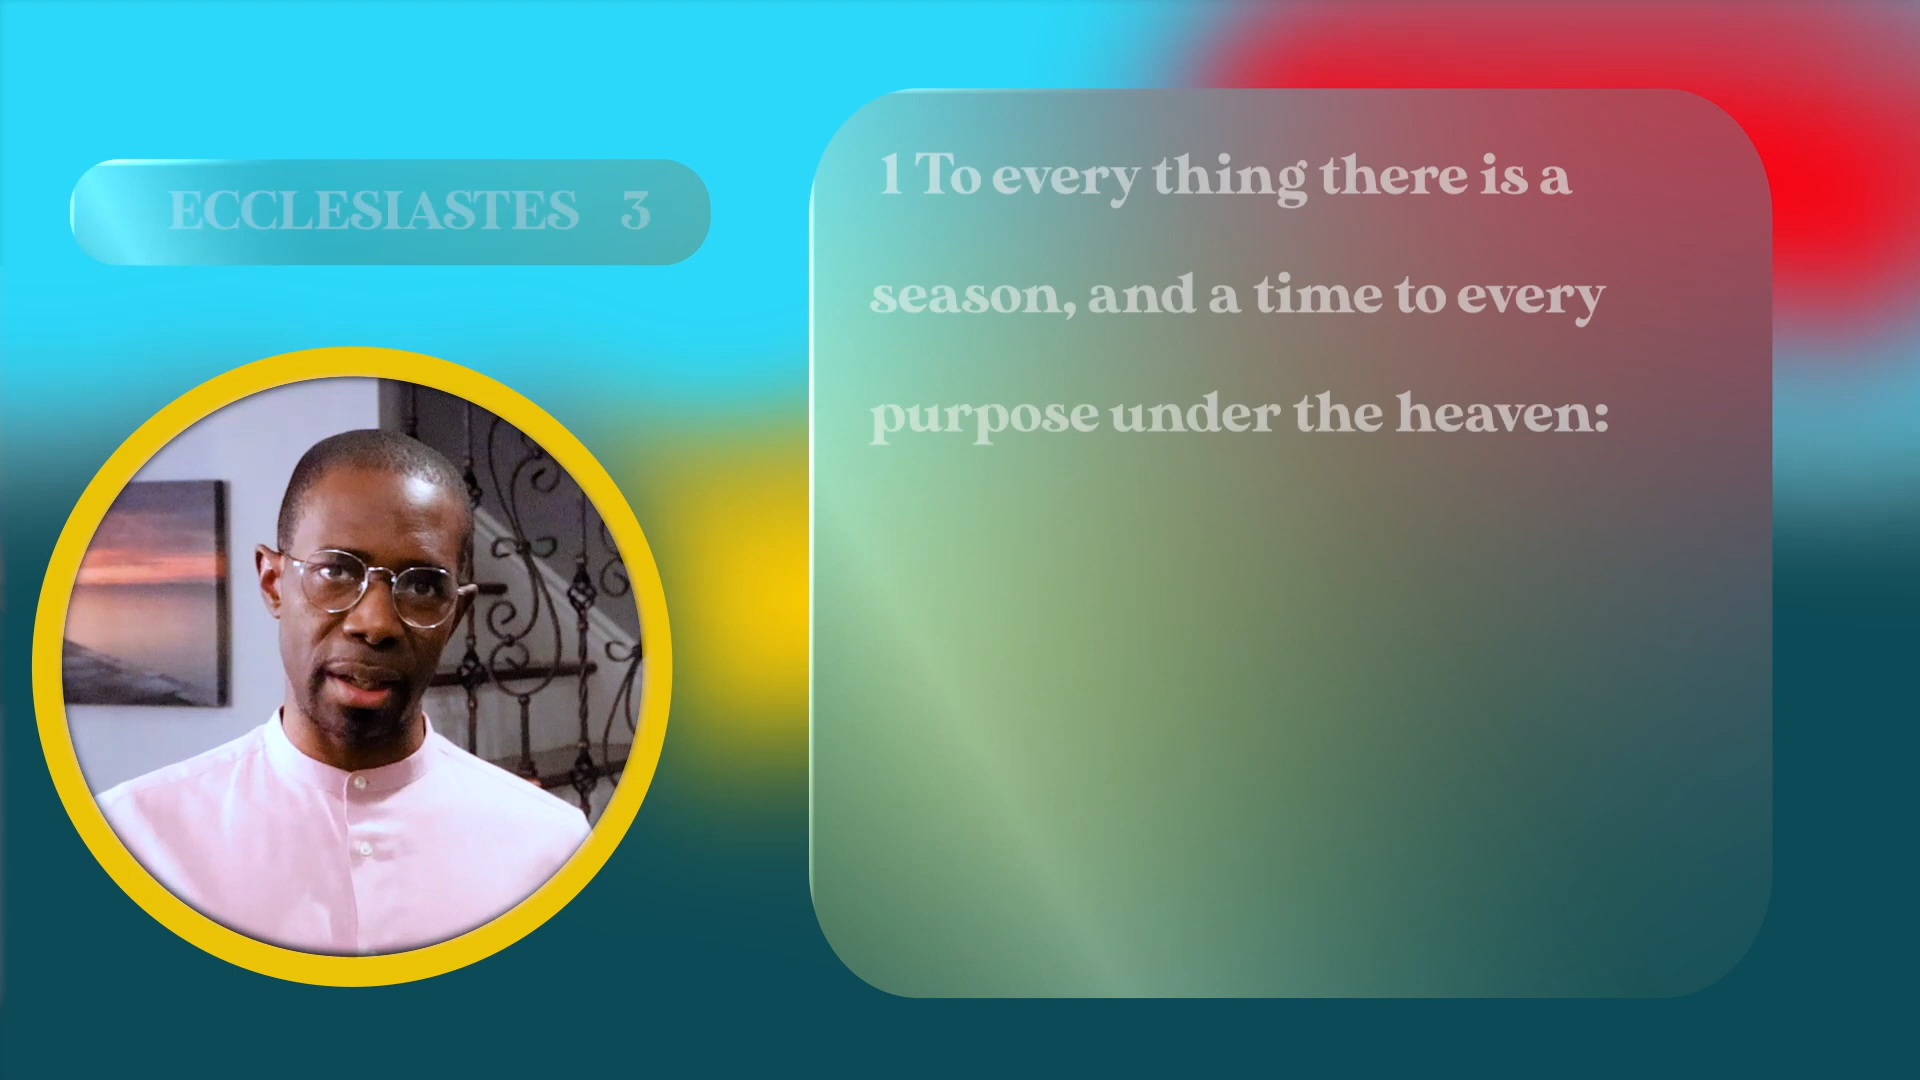 ECCLESIASTES 3
1 To every thing there is a
season, and a time to every
purpose under the heaven: